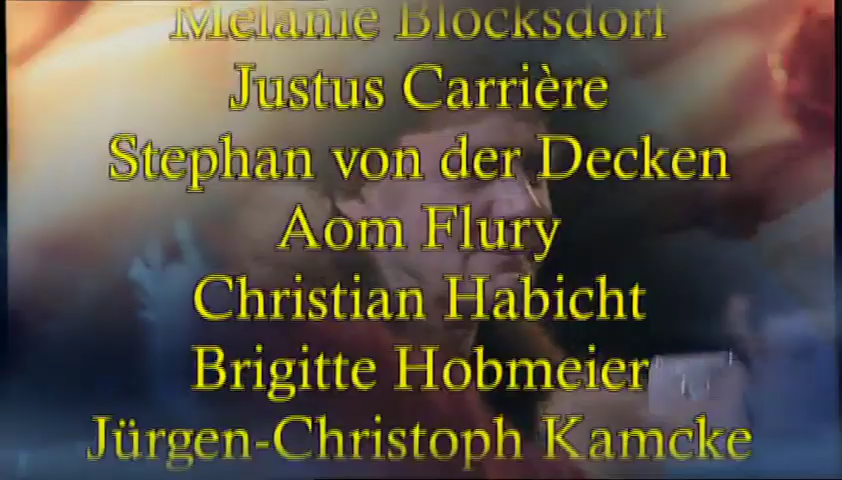 Melanie Blocksdorf
Justus Carrière
Stephan von der Decken
Aom Flury
Christian Habicht
Brigitte Hobmeier
Jürgen-Christoph Kamcke